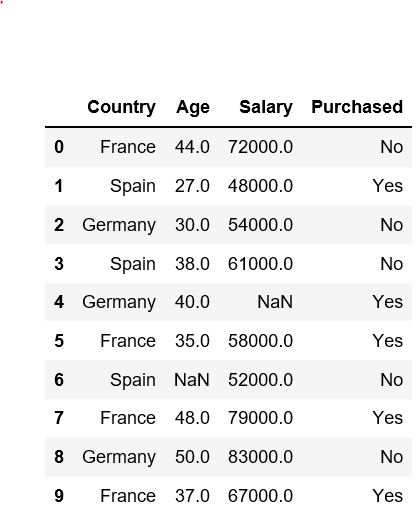 Country Age Salary Purchased
0 France 44.0 72000.0 No
1 Spain 27.0 48000.0 Yes
2 Germany 30.0 54000.0 No
3 Spain 38.0 61000.0 No
4 Germany 40.0 NaN Yes
5 France 35.0 58000.0 Yes
6 Spain NaN 52000.0 No
7 France 48.0 79000.0 Yes
8 Germany 50.0 83000.0 No
9 France 37.0 67000.0 Yes